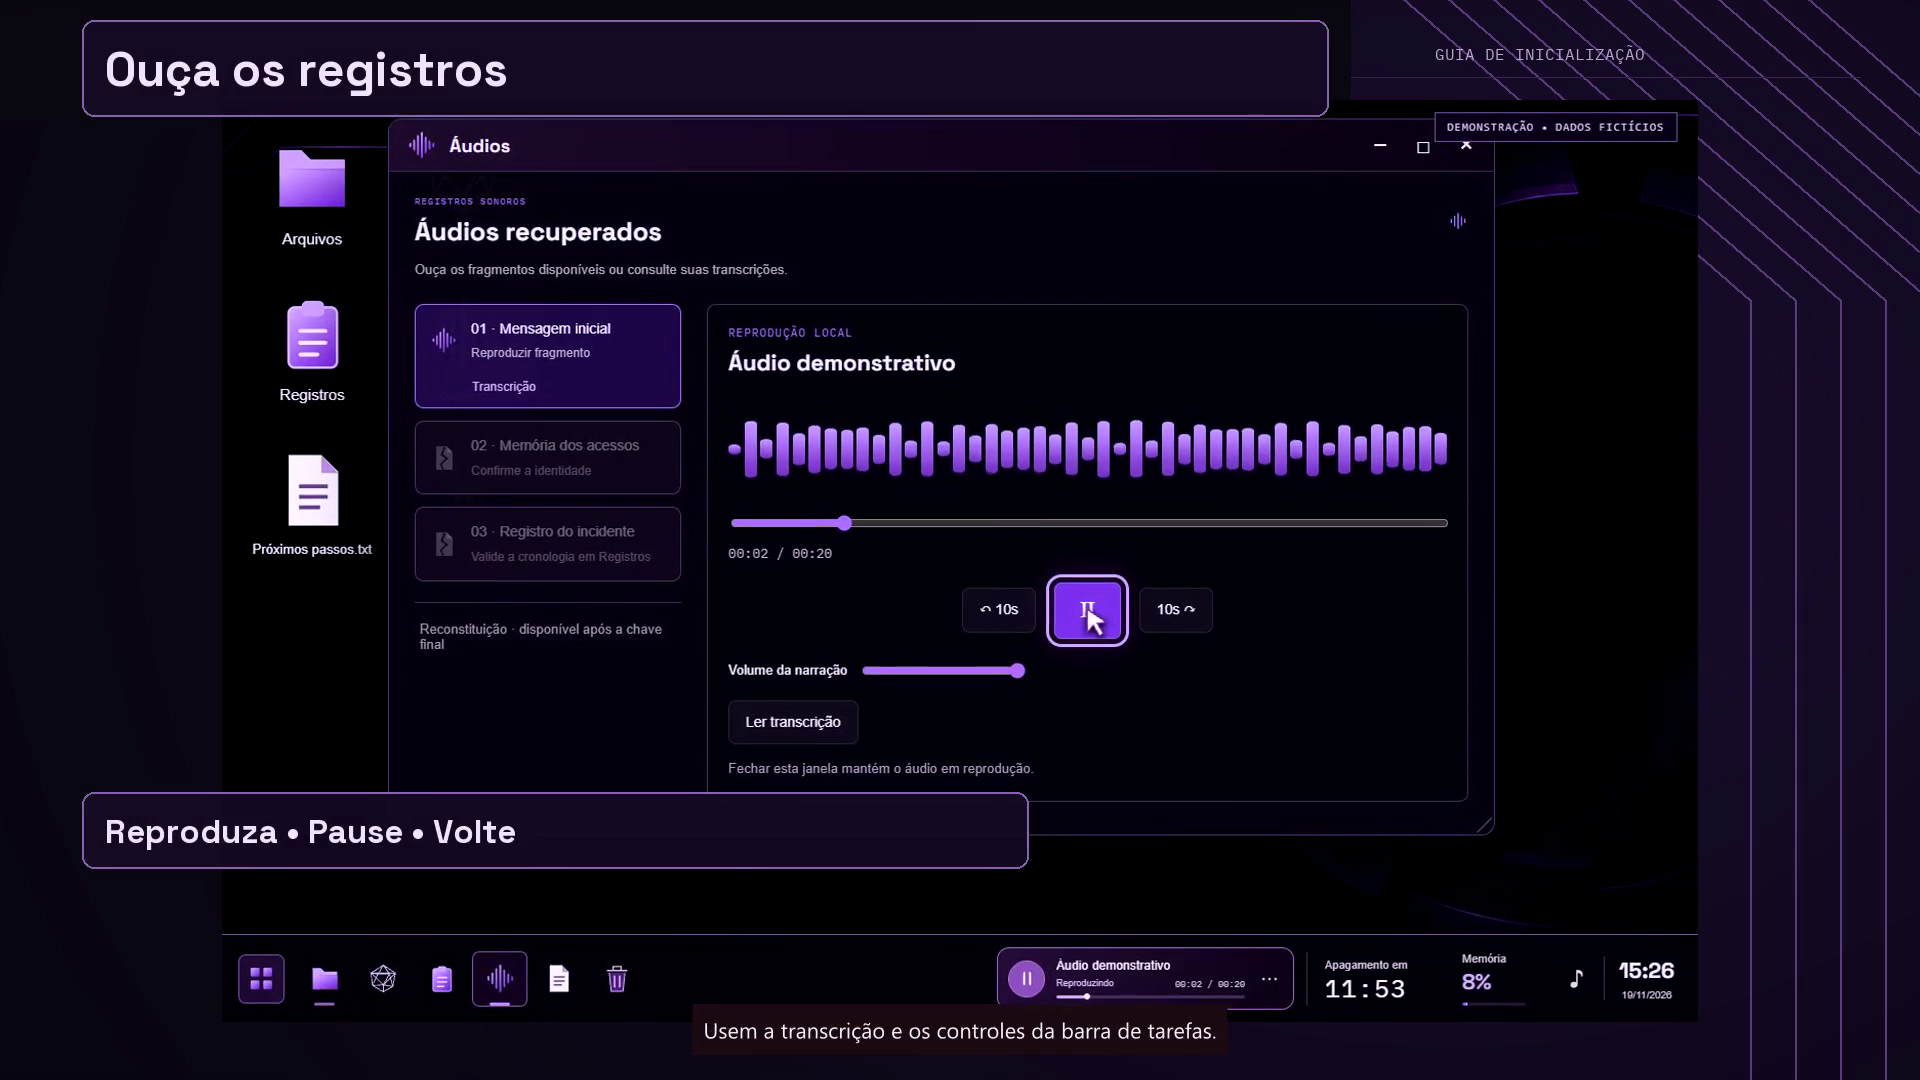 Ouça os registros
GUIA DE INICIALIZAÇÃO
DEMONSTRAÇÃO • DADOS FICTÍCIOS
Áudios
Arquivos
Registros
Próximos passos.txt
REGISTROS SONOROS
Áudios recuperados
Ouça os fragmentos disponíveis ou consulte suas transcrições.
01 · Mensagem inicial
Reproduzir fragmento
Transcrição
02 · Memória dos acessos
Confirme a identidade
03 · Registro do incidente
Valide a cronologia em Registros
Reconstituição · disponível após a chave
final
REPRODUÇÃO LOCAL
Áudio demonstrativo
00:02 / 00:20
↶ 10s
10s ↷
Volume da narração
Ler transcrição
Fechar esta janela mantém o áudio em reprodução.
Reproduza • Pause • Volte
Áudio demonstrativo
Reproduzindo 00:02 / 00:20
Apagamento em
11:53
Memória
8%
15:26
19/11/2026
Usem a transcrição e os controles da barra de tarefas.